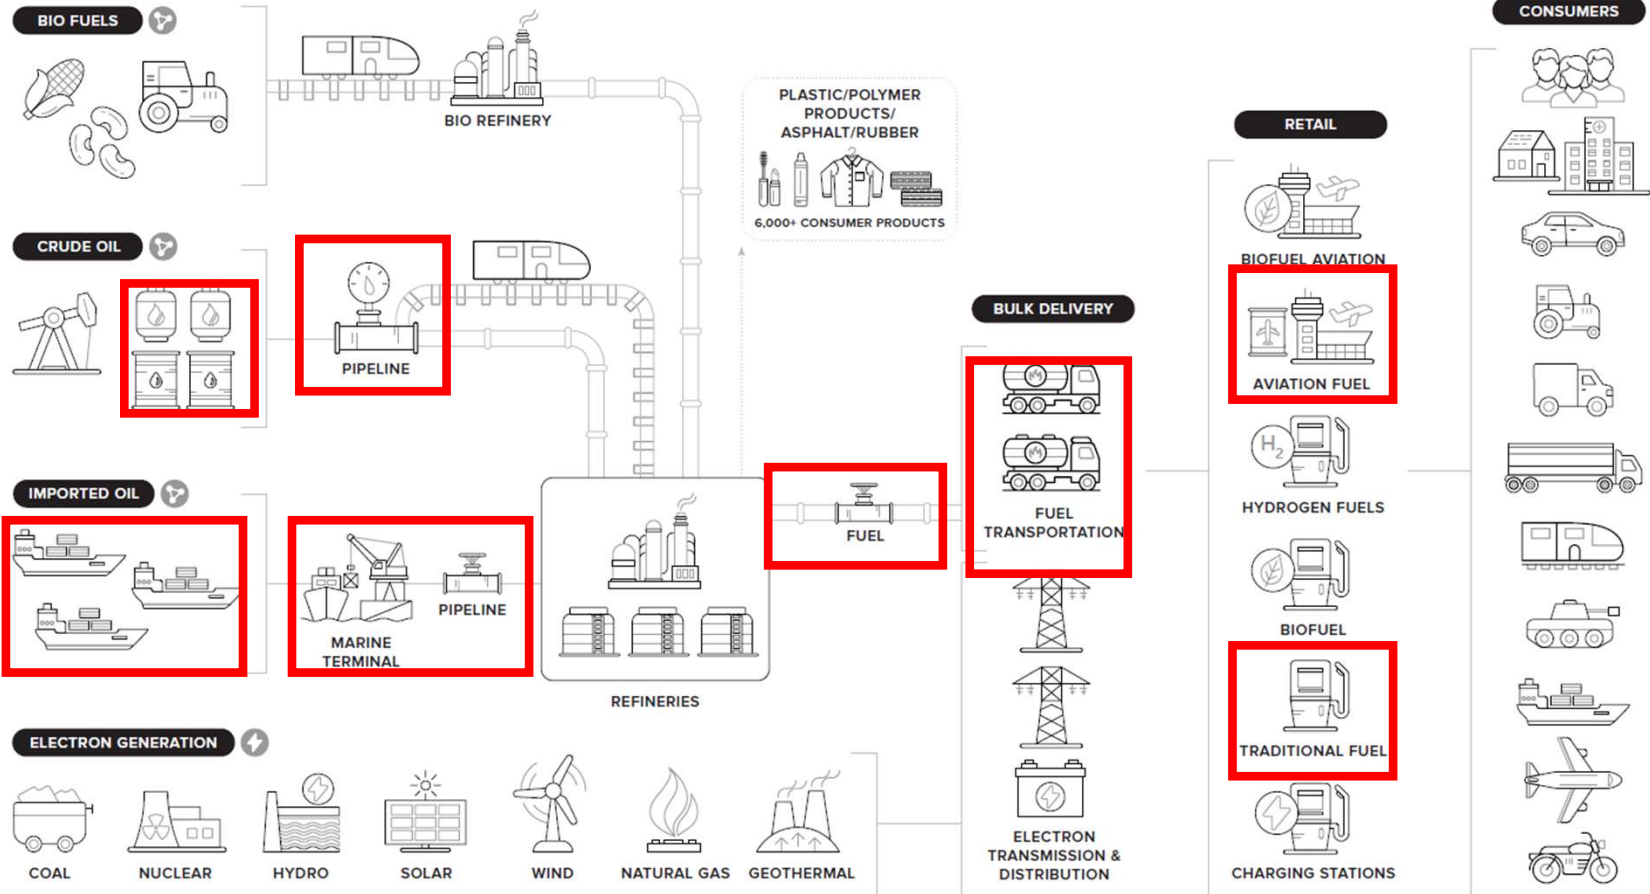 BIO FUELS
BIO REFINERY
PLASTIC/POLYMER
PRODUCTS/
ASPHALT/RUBBER
6,000+ CONSUMER PRODUCTS
CRUDE OIL
PIPELINE
IMPORTED OIL
MARINE
TERMINAL
PIPELINE
REFINERIES
FUEL
BULK DELIVERY
FUEL
TRANSPORTATION
ELECTRON
TRANSMISSION &
DISTRIBUTION
RETAIL
BIOFUEL AVIATION
AVIATION FUEL
H2
HYDROGEN FUELS
BIOFUEL
TRADITIONAL FUEL
CHARGING STATIONS
CONSUMERS
ELECTRON GENERATION
COAL
NUCLEAR
HYDRO
SOLAR
WIND
NATURAL GAS
GEOTHERMAL